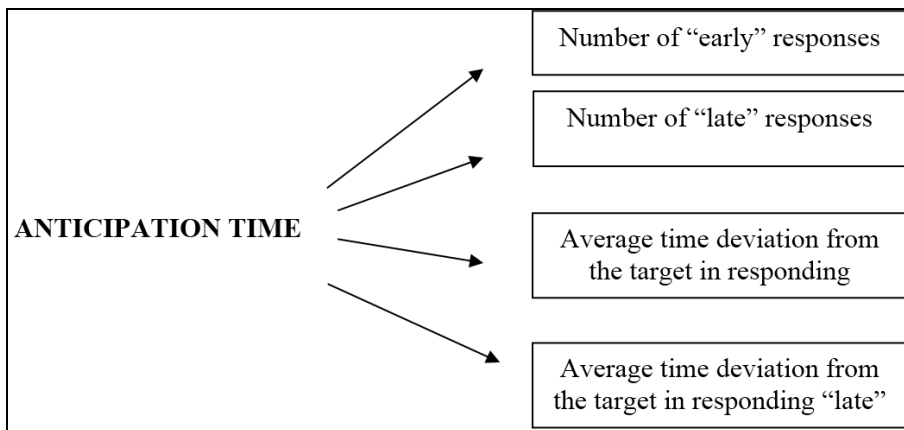 Number of “early” responses
Number of “late” responses
ANTICIPATION TIME
Average time deviation from
the target in responding
Average time deviation from
the target in responding “late”